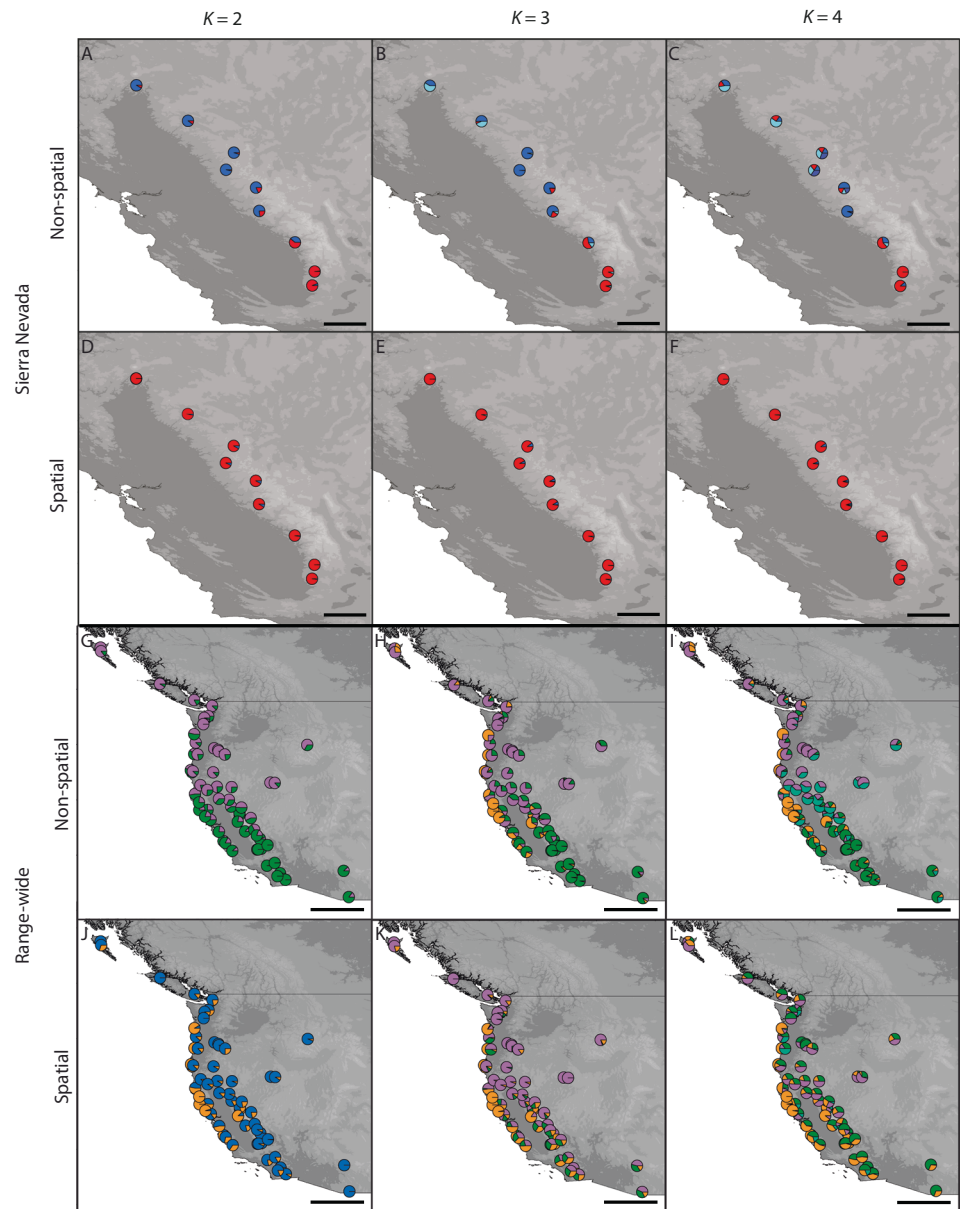 K = 2
K = 3
K = 4
Sierra Nevada
Non-spatial
A
B
C
Spatial
D
E
F
Range-wide
Non-spatial
G
H
I
Spatial
J
K
L